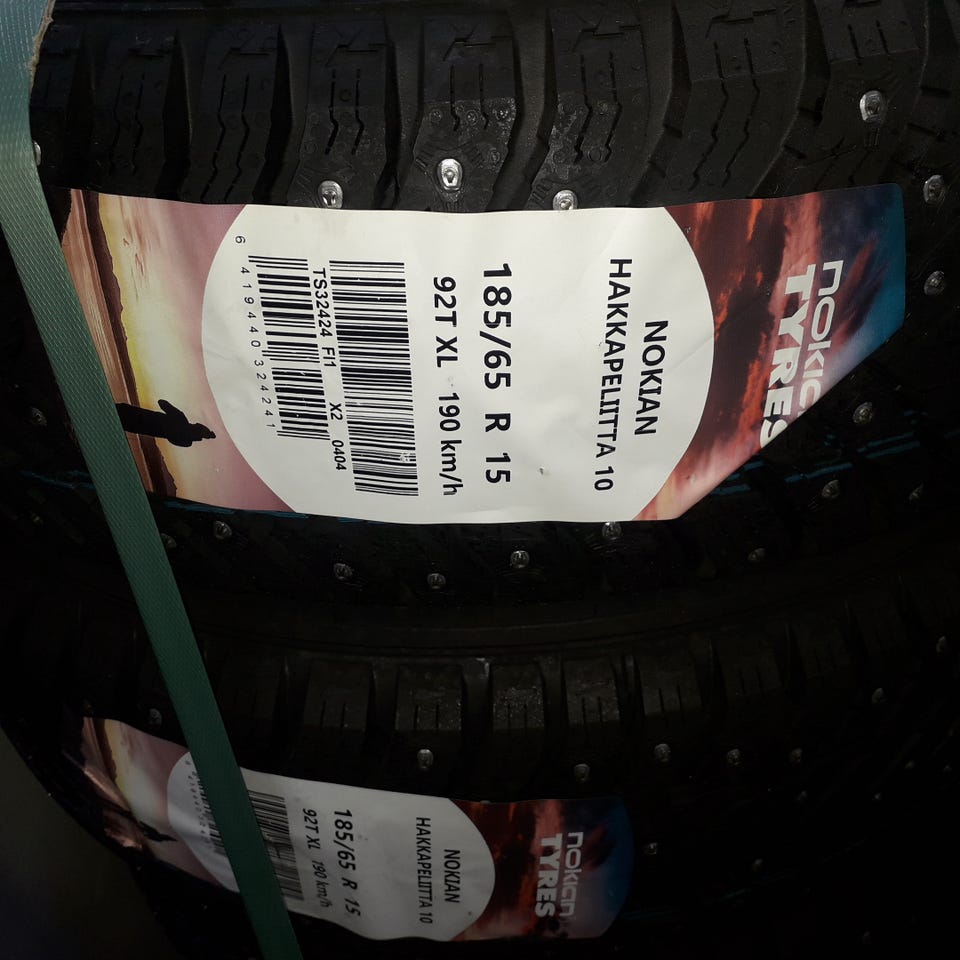 NOKIAN
TYRES
NOKIAN
HAKKAPELIITTA 10
185/65 R 15
92T XL 190 km/h
TS32424 FI1 X2 0404
6 419440 324241
NOKIAN
TYRES
NOKIAN
HAKKAPELIITTA 10
185/65 R 15
92T XL 190 km/h